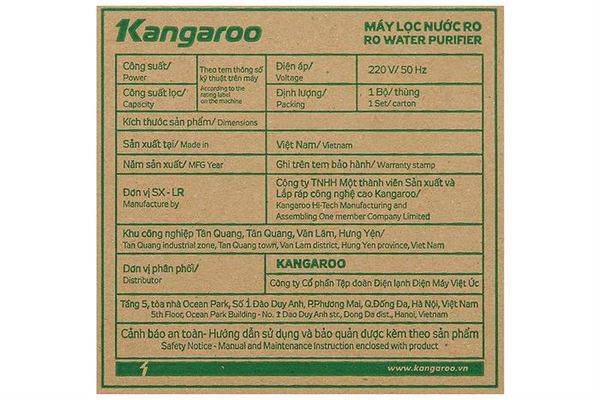 Kangaroo
MÁY LỌC NƯỚC RO
RO WATER PURIFIER
Công suất/
Power
Theo tem thông số
kỹ thuật trên máy
According to the
rating label
on the machine
Điện áp/
Voltage
220 V/ 50 Hz
Công suất lọc/
Capacity
Định lượng/
Packing
1 Bộ/ thùng
1 Set/ carton
Kích thước sản phẩm/ Dimensions
Sản xuất tại/ Made in
Việt Nam/ Vietnam
Năm sản xuất/ MFG Year
Ghi trên tem bảo hành/ Warranty stamp
Đơn vị SX - LR
Manufacture by
Công ty TNHH Một thành viên Sản xuất và
Lắp ráp công nghệ cao Kangaroo/
Kangaroo Hi-Tech Manufacturing and
Assembling One member Company Limited
Khu công nghiệp Tân Quang, Tân Quang, Văn Lâm, Hưng Yên/
Tan Quang industrial zone, Tan Quang town, Van Lam district, Hung Yen province, Viet Nam
Đơn vị phân phối/
Distributor
KANGAROO
Công ty Cổ phần Tập đoàn Điện lạnh Điện Máy Việt Úc
Tầng 5, tòa nhà Ocean Park, Số 1 Đào Duy Anh, P.Phương Mai, Q.Đống Đa, Hà Nội, Việt Nam
5th Floor, Ocean Park Building - No. 1 Dao Duy Anh str., Dong Da dist., Hanoi, Vietnam
Cảnh báo an toàn- Hướng dẫn sử dụng và bảo quản được kèm theo sản phẩm
Safety Notice - Manual and Maintenance Instruction enclosed with product
www.kangaroo.vn